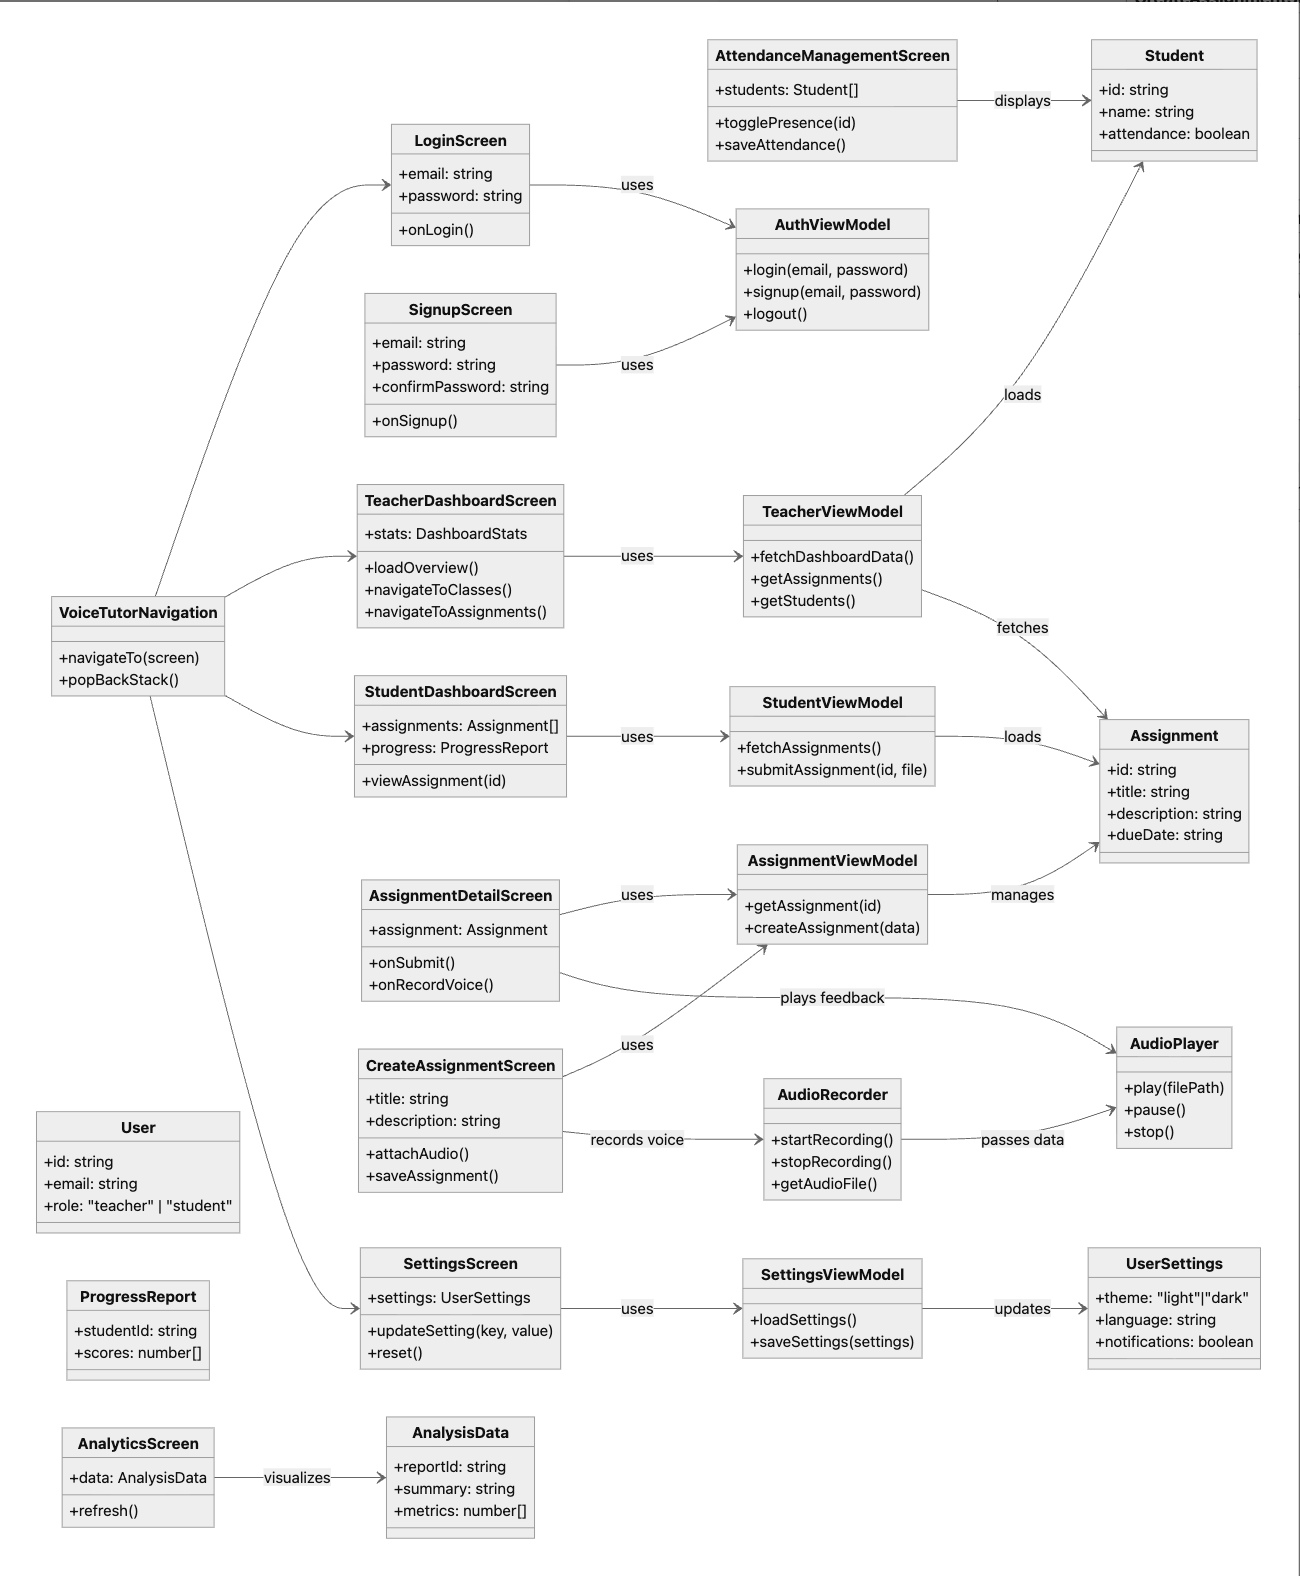 AttendanceManagementScreen
+students: Student[]
+togglePresence(id)
+saveAttendance()
displays
Student
+id: string
+name: string
+attendance: boolean
LoginScreen
+email: string
+password: string
+onLogin()
uses
AuthViewModel
+login(email, password)
+signup(email, password)
+logout()
SignupScreen
+email: string
+password: string
+confirmPassword: string
+onSignup()
uses
loads
TeacherDashboardScreen
+stats: DashboardStats
+loadOverview()
+navigateToClasses()
+navigateToAssignments()
uses
TeacherViewModel
+fetchDashboardData()
+getAssignments()
+getStudents()
fetches
VoiceTutorNavigation
+navigateTo(screen)
+popBackStack()
StudentDashboardScreen
+assignments: Assignment[]
+progress: ProgressReport
+viewAssignment(id)
uses
StudentViewModel
+fetchAssignments()
+submitAssignment(id, file)
loads
Assignment
+id: string
+title: string
+description: string
+dueDate: string
AssignmentDetailScreen
+assignment: Assignment
+onSubmit()
+onRecordVoice()
uses
AssignmentViewModel
+getAssignment(id)
+createAssignment(data)
manages
plays feedback
CreateAssignmentScreen
+title: string
+description: string
+attachAudio()
+saveAssignment()
uses
records voice
AudioRecorder
+startRecording()
+stopRecording()
+getAudioFile()
passes data
AudioPlayer
+play(filePath)
+pause()
+stop()
User
+id: string
+email: string
+role: "teacher" | "student"
SettingsScreen
+settings: UserSettings
+updateSetting(key, value)
+reset()
uses
SettingsViewModel
+loadSettings()
+saveSettings(settings)
updates
UserSettings
+theme: "light"|"dark"
+language: string
+notifications: boolean
ProgressReport
+studentId: string
+scores: number[]
AnalyticsScreen
+data: AnalysisData
+refresh()
visualizes
AnalysisData
+reportId: string
+summary: string
+metrics: number[]